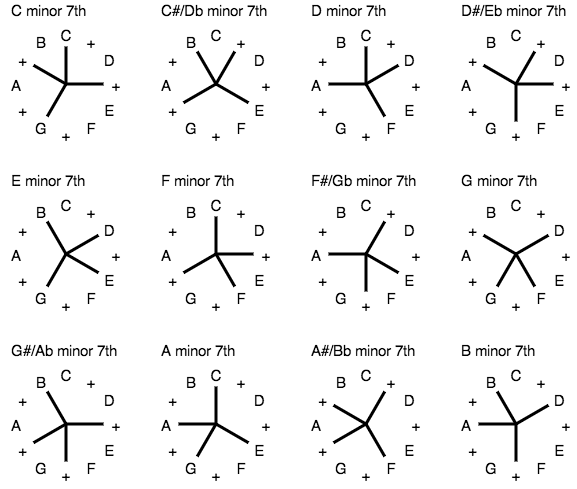 C minor 7th
B C +
+ D
A +
+ E
G + F
C#/Db minor 7th
B C +
+ D
A +
+ E
G + F
D minor 7th
B C +
+ D
A +
+ E
G + F
D#/Eb minor 7th
B C +
+ D
A +
+ E
G + F
E minor 7th
B C +
+ D
A +
+ E
G + F
F minor 7th
B C +
+ D
A +
+ E
G + F
F#/Gb minor 7th
B C +
+ D
A +
+ E
G + F
G minor 7th
B C +
+ D
A +
+ E
G + F
G#/Ab minor 7th
B C +
+ D
A +
+ E
G + F
A minor 7th
B C +
+ D
A +
+ E
G + F
A#/Bb minor 7th
B C +
+ D
A +
+ E
G + F
B minor 7th
B C +
+ D
A +
+ E
G + F